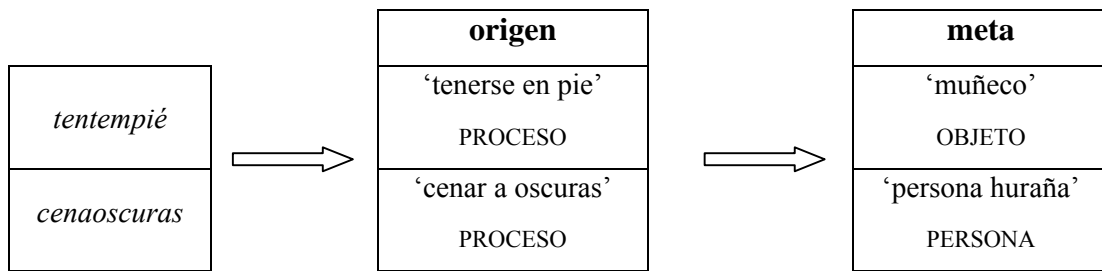 origen
meta
tentempié
‘tenerse en pie’
PROCESO
‘muñeco’
OBJETO
cenaoscuras
‘cenar a oscuras’
PROCESO
‘persona huraña’
PERSONA